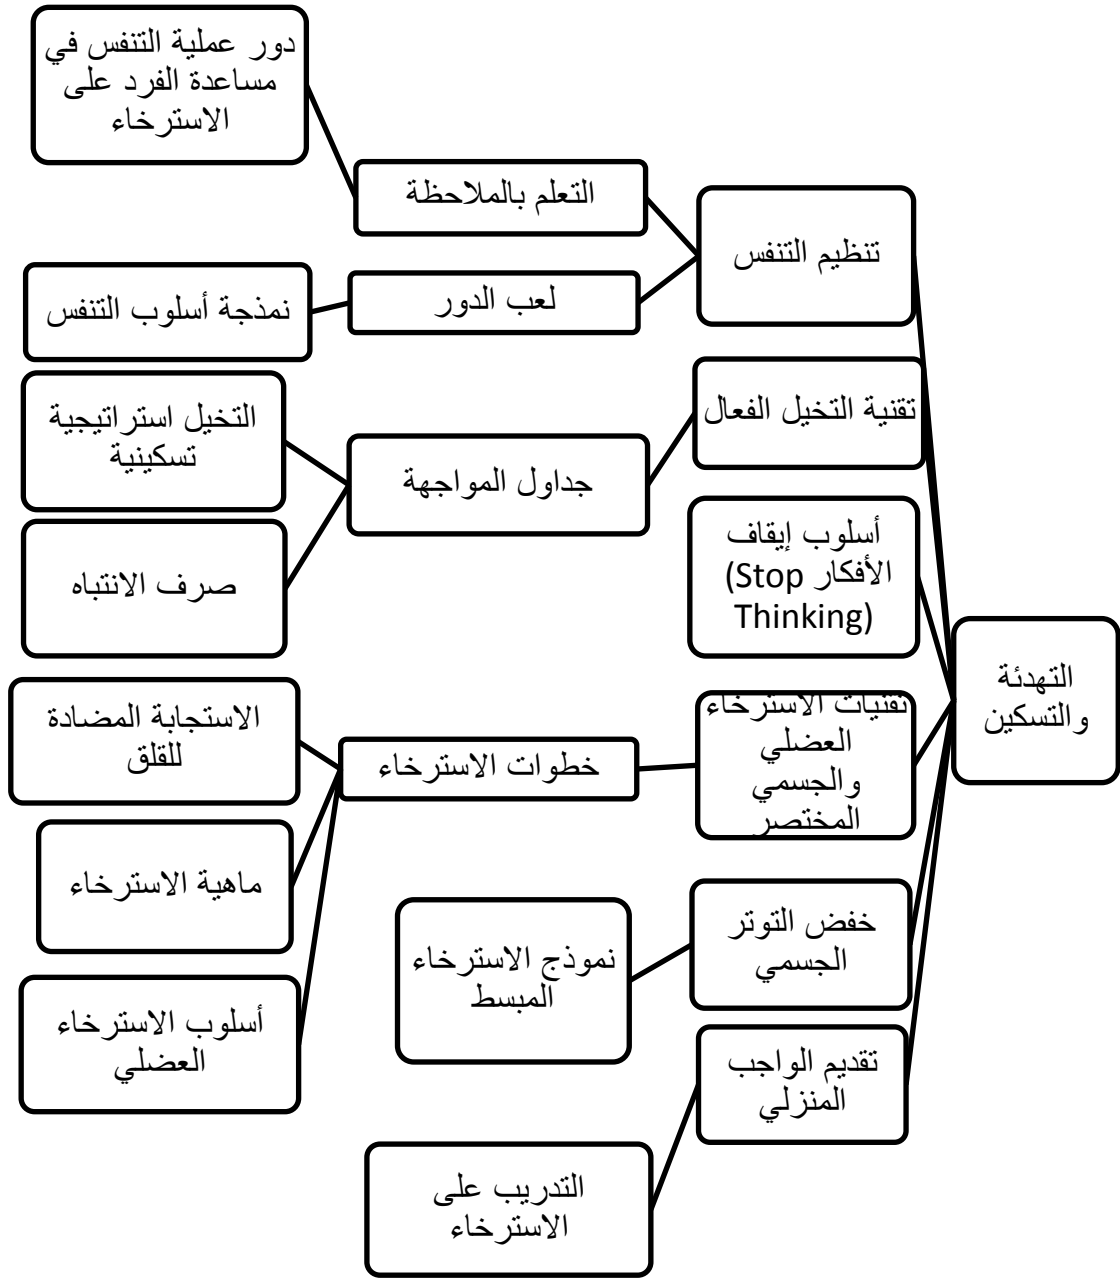 التهدئة
والتسكين
تنظيم التنفس
التعلم بالملاحظة
دور عملية التنفس في
مساعدة الفرد على
الاسترخاء
لعب الدور
نمذجة أسلوب التنفس
تقنية التخيل الفعال
جداول المواجهة
التخيل استراتيجية
تسكينية
صرف الانتباه
أسلوب إيقاف
الأفكار (Stop
Thinking)
تقنيات الاسترخاء
العضلي
والجسمي
المختصر
خطوات الاسترخاء
الاستجابة المضادة
للقلق
ماهية الاسترخاء
أسلوب الاسترخاء
العضلي
خفض التوتر
الجسمي
نموذج الاسترخاء
المبسط
تقديم الواجب
المنزلي
التدريب على
الاسترخاء